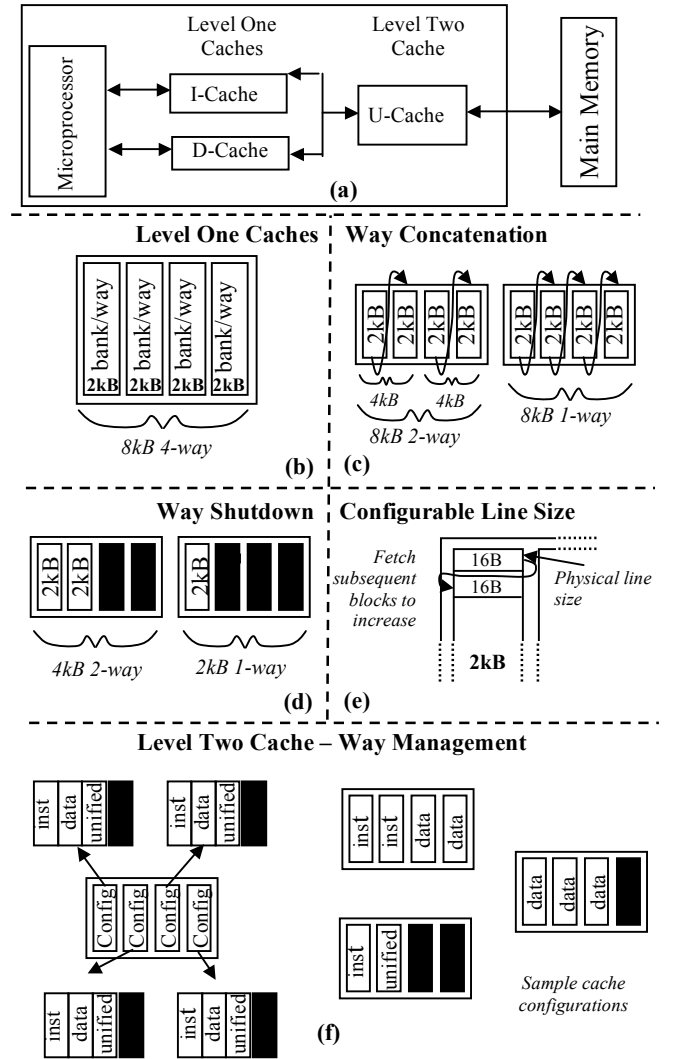 Level One
Caches
Level Two
Cache
Microprocessor
I-Cache
D-Cache
U-Cache
Main Memory
(a)
Level One Caches
bank/way
bank/way
bank/way
bank/way
2kB
2kB
2kB
2kB
8kB 4-way
(b)
Way Concatenation
2kB
2kB
2kB
2kB
2kB
2kB
2kB
2kB
4kB
4kB
8kB 2-way
8kB 1-way
(c)
Way Shutdown
2kB
2kB
2kB
4kB 2-way
2kB 1-way
(d)
Configurable Line Size
Fetch
subsequent
blocks to
increase
16B
16B
Physical line
size
2kB
(e)
Level Two Cache – Way Management
inst
data
unified
inst
data
unified
Config
Config
Config
Config
inst
data
unified
inst
data
unified
inst
inst
data
data
inst
unified
data
data
data
Sample cache
configurations
(f)